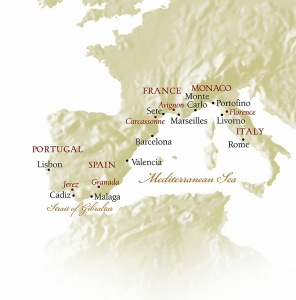 FRANCE
MONACO
Monte
Carlo
Portofino
Avignon
Sete
Florence
Carcassonne
Marseilles
Livorno
ITALY
Barcelona
Rome
PORTUGAL
Lisbon
SPAIN
Valencia
Mediterranean Sea
Jerez
Granada
Cadiz
Malaga
Strait of Gibraltar